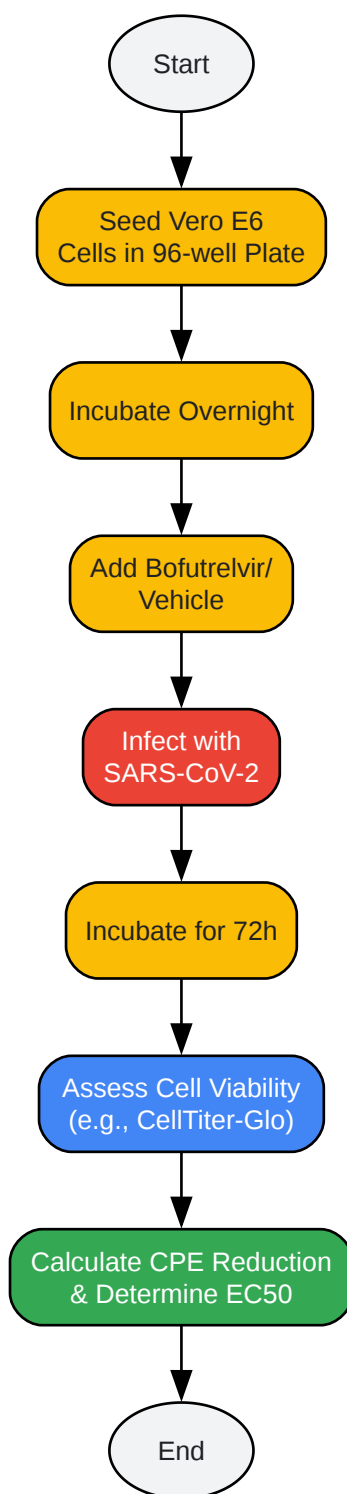 Start
Seed Vero E6
Cells in 96-well Plate
Incubate Overnight
Add Bofutrelvir/
Vehicle
Infect with
SARS-CoV-2
Incubate for 72h
Assess Cell Viability
(e.g., CellTiter-Glo)
Calculate CPE Reduction
& Determine EC50
End